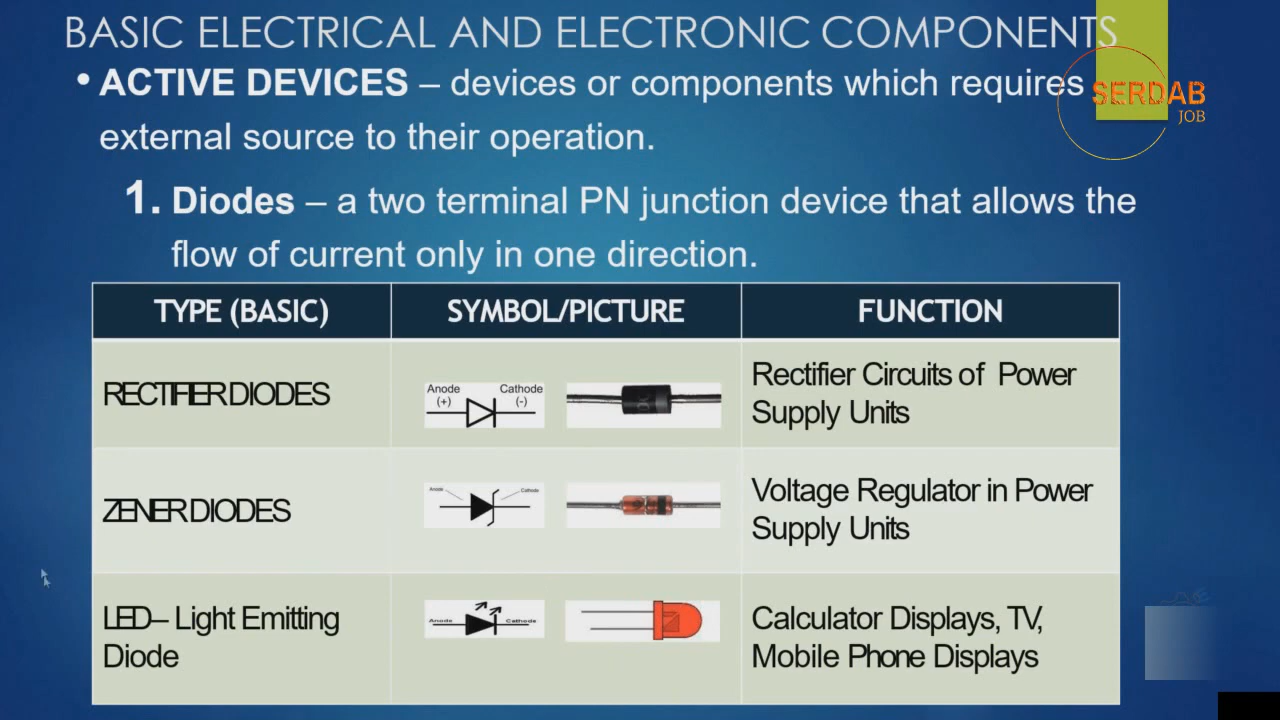 BASIC ELECTRICAL AND ELECTRONIC COMPONENTS
• ACTIVE DEVICES – devices or components which requires
external source to their operation.
SERDAB
JOB
1. Diodes – a two terminal PN junction device that allows the
flow of current only in one direction.
TYPE (BASIC) SYMBOL/PICTURE FUNCTION
RECTIFIER DIODES
Anode Cathode
(+) (-)
Rectifier Circuits of Power
Supply Units
ZENER DIODES
Anode Cathode
Voltage Regulator in Power
Supply Units
LED– Light Emitting
Diode
Anode Cathode
Calculator Displays, TV,
Mobile Phone Displays